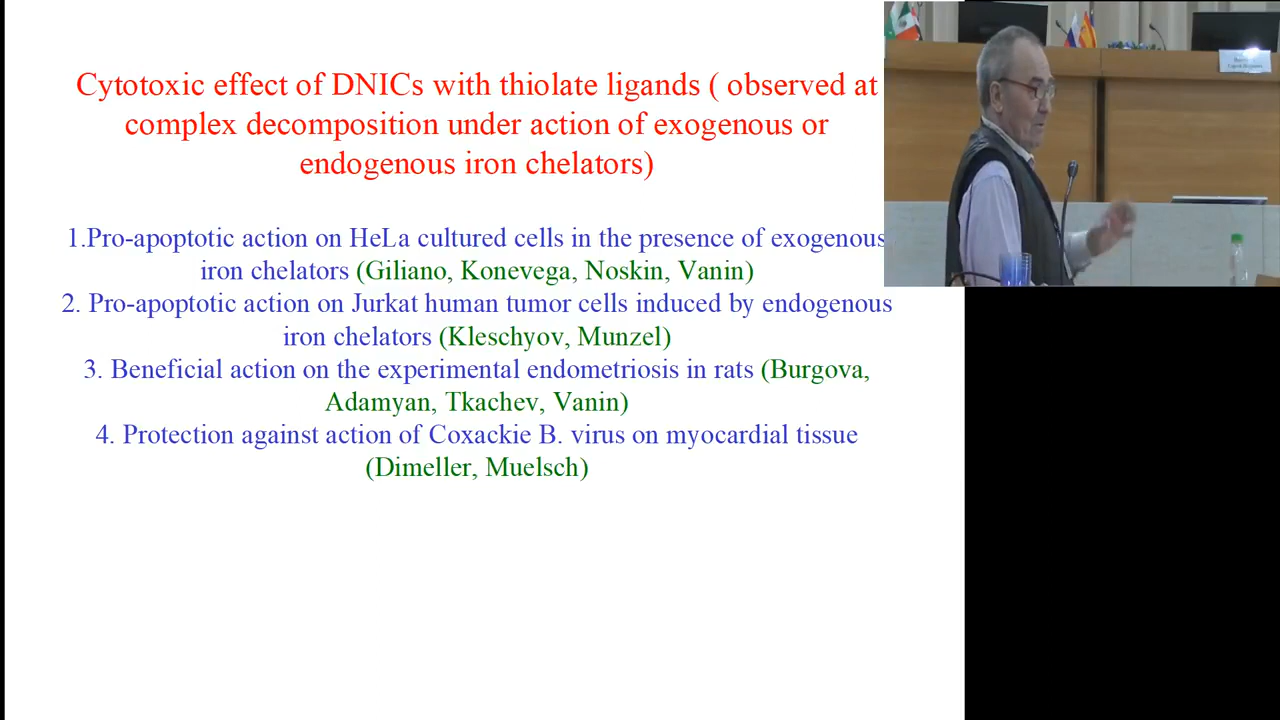 Cytotoxic effect of DNICs with thiolate ligands ( observed at
complex decomposition under action of exogenous or
endogenous iron chelators)
1.Pro-apoptotic action on HeLa cultured cells in the presence of exogenous
iron chelators (Giliano, Konevega, Noskin, Vanin)
2. Pro-apoptotic action on Jurkat human tumor cells induced by endogenous
iron chelators (Kleschyov, Munzel)
3. Beneficial action on the experimental endometriosis in rats (Burgova,
Adamyan, Tkachev, Vanin)
4. Protection against action of Coxackie B. virus on myocardial tissue
(Dimeller, Muelsch)